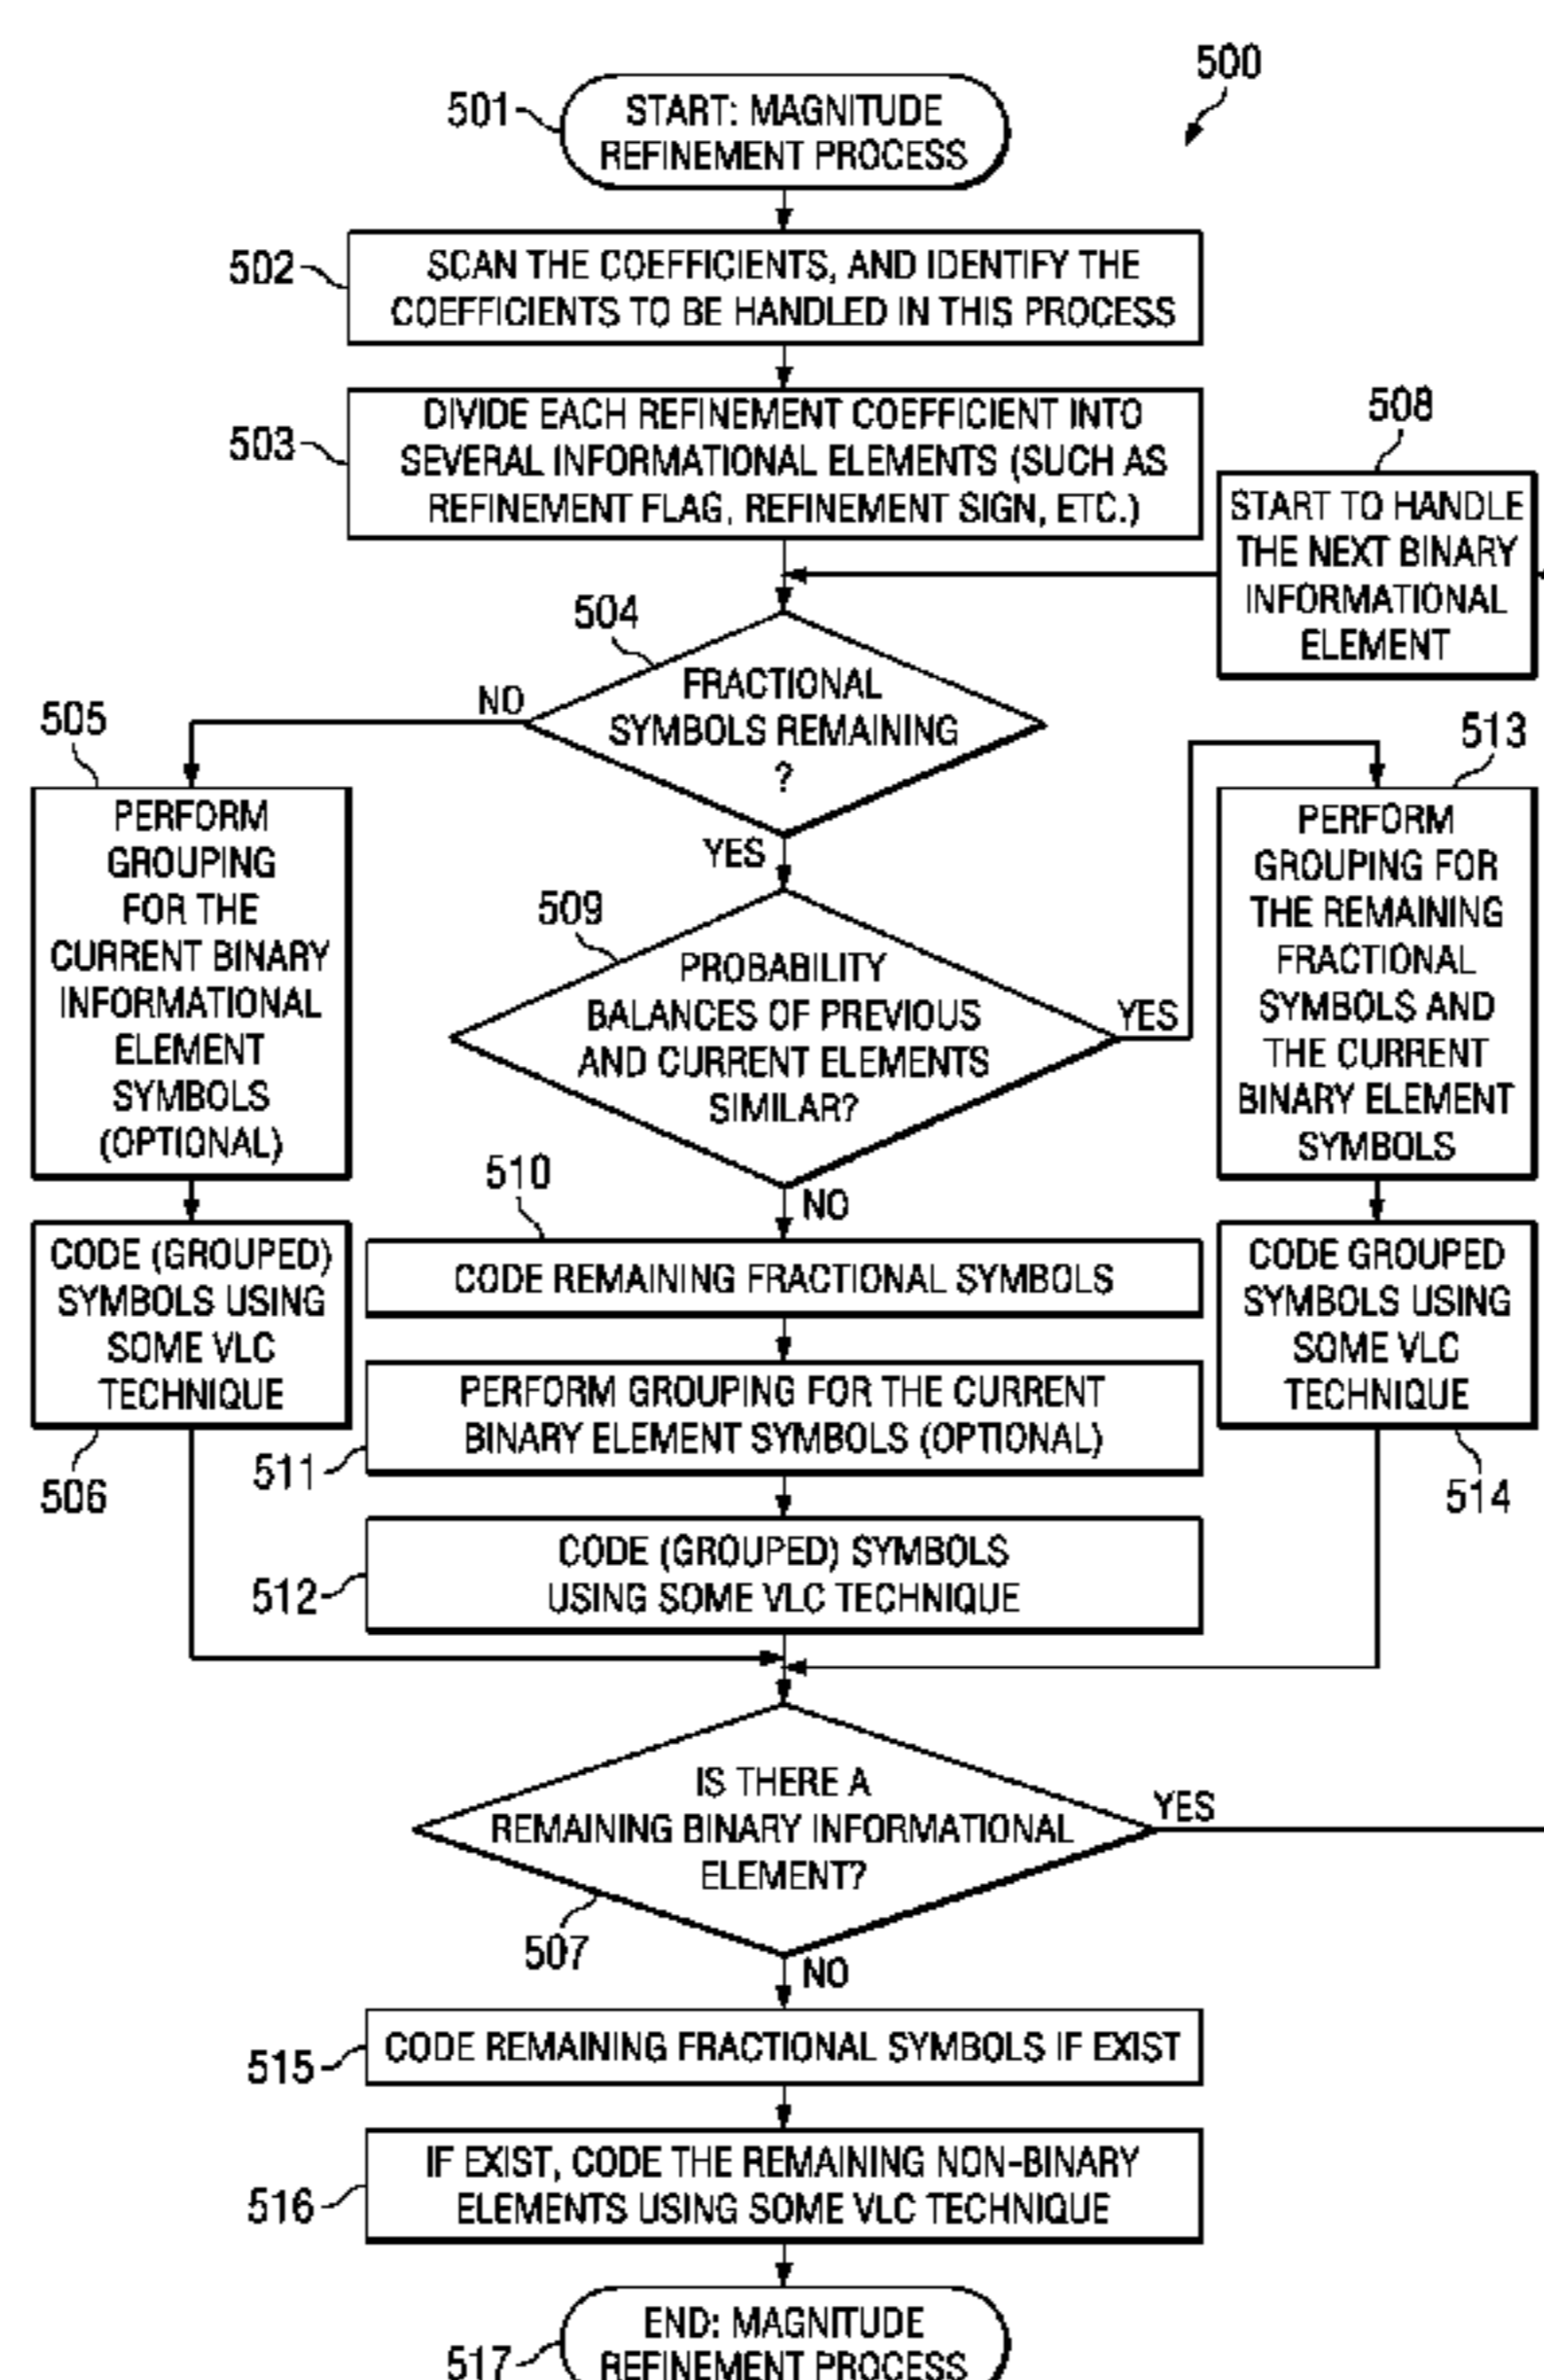 500
501
START: MAGNITUDE
REFINEMENT PROCESS
502
SCAN THE COEFFICIENTS, AND IDENTIFY THE
COEFFICIENTS TO BE HANDLED IN THIS PROCESS
503
DIVIDE EACH REFINEMENT COEFFICIENT INTO
SEVERAL INFORMATIONAL ELEMENTS (SUCH AS
REFINEMENT FLAG, REFINEMENT SIGN, ETC.)
508
START TO HANDLE
THE NEXT BINARY
INFORMATIONAL
ELEMENT
504
FRACTIONAL
SYMBOLS REMAINING
?
NO
YES
505
PERFORM
GROUPING
FOR THE
CURRENT BINARY
INFORMATIONAL
ELEMENT
SYMBOLS
(OPTIONAL)
509
PROBABILITY
BALANCES OF PREVIOUS
AND CURRENT ELEMENTS
SIMILAR?
YES
NO
513
PERFORM
GROUPING FOR
THE REMAINING
FRACTIONAL
SYMBOLS AND
THE CURRENT
BINARY ELEMENT
SYMBOLS
CODE (GROUPED)
SYMBOLS USING
SOME VLC
TECHNIQUE
506
510
CODE REMAINING FRACTIONAL SYMBOLS
PERFORM GROUPING FOR THE CURRENT
BINARY ELEMENT SYMBOLS (OPTIONAL)
511
CODE (GROUPED) SYMBOLS
USING SOME VLC TECHNIQUE
512
CODE GROUPED
SYMBOLS USING
SOME VLC
TECHNIQUE
514
IS THERE A
REMAINING BINARY INFORMATIONAL
ELEMENT?
YES
507
NO
CODE REMAINING FRACTIONAL SYMBOLS IF EXIST
515
IF EXIST, CODE THE REMAINING NON-BINARY
ELEMENTS USING SOME VLC TECHNIQUE
516
END: MAGNITUDE
REFINEMENT PROCESS
517